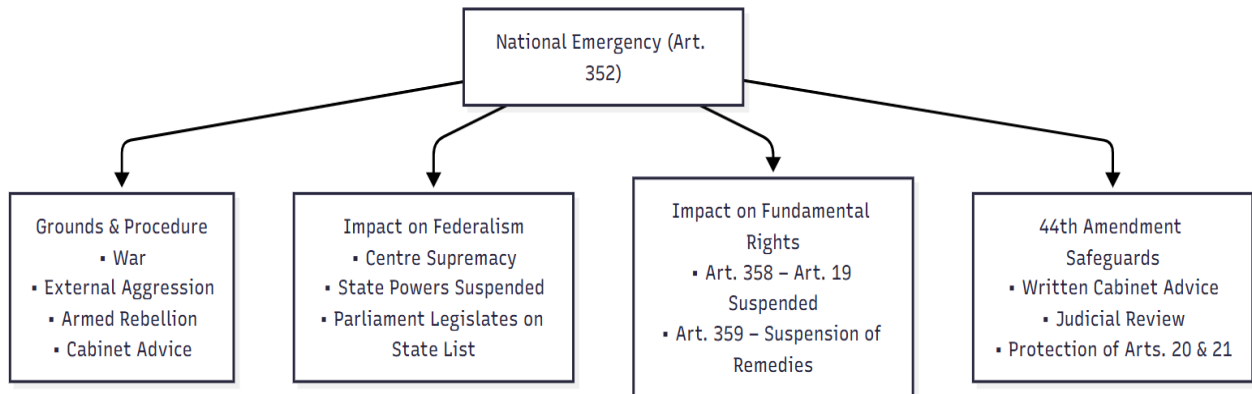 National Emergency (Art.
352)
Grounds & Procedure
▪ War
▪ External Aggression
▪ Armed Rebellion
▪ Cabinet Advice
Impact on Federalism
▪ Centre Supremacy
▪ State Powers Suspended
▪ Parliament Legislates on
State List
Impact on Fundamental
Rights
▪ Art. 358 – Art. 19
Suspended
▪ Art. 359 – Suspension of
Remedies
44th Amendment
Safeguards
▪ Written Cabinet Advice
▪ Judicial Review
▪ Protection of Arts. 20 & 21